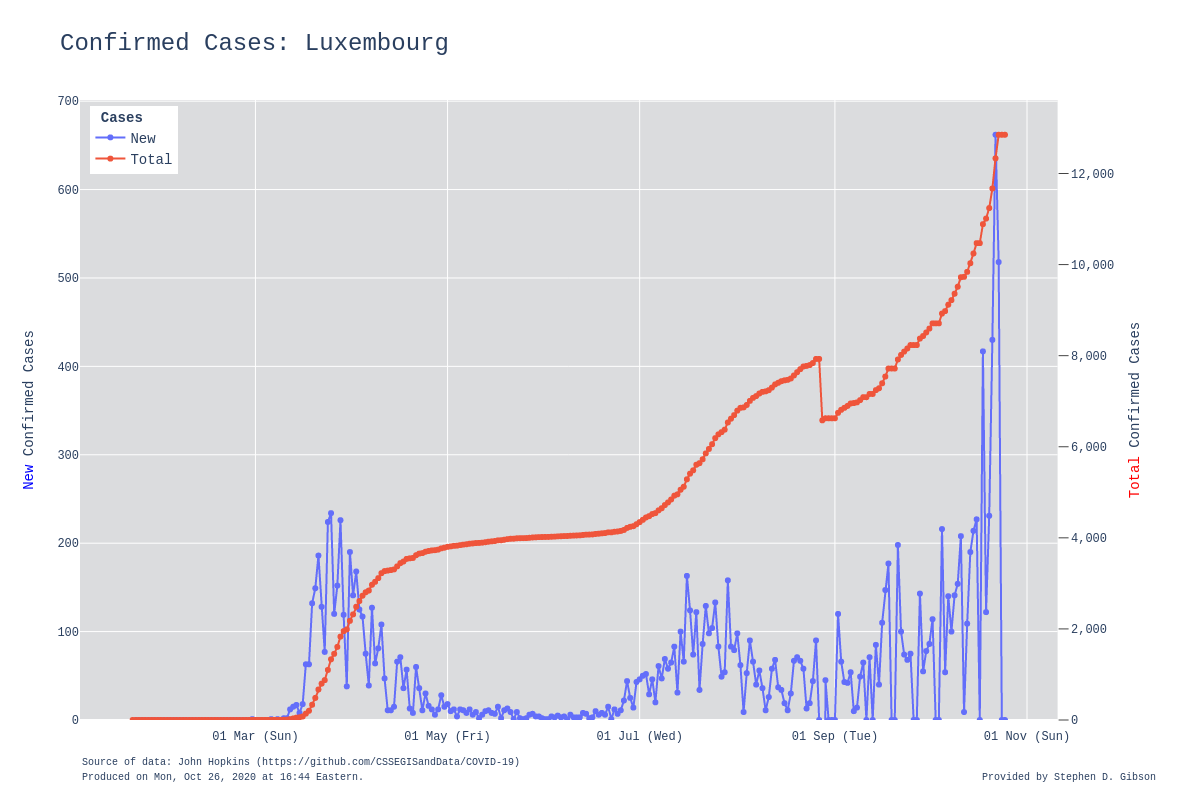 Confirmed Cases: Luxembourg
Cases
New
Total
700
600
500
400
300
200
100
0
12,000
10,000
8,000
6,000
4,000
2,000
0
New Confirmed Cases
Total Confirmed Cases
01 Mar (Sun)
01 May (Fri)
01 Jul (Wed)
01 Sep (Tue)
01 Nov (Sun)
Source of data: John Hopkins (https://github.com/CSSEGISandData/COVID-19)
Produced on Mon, Oct 26, 2020 at 16:44 Eastern.
Provided by Stephen D. Gibson